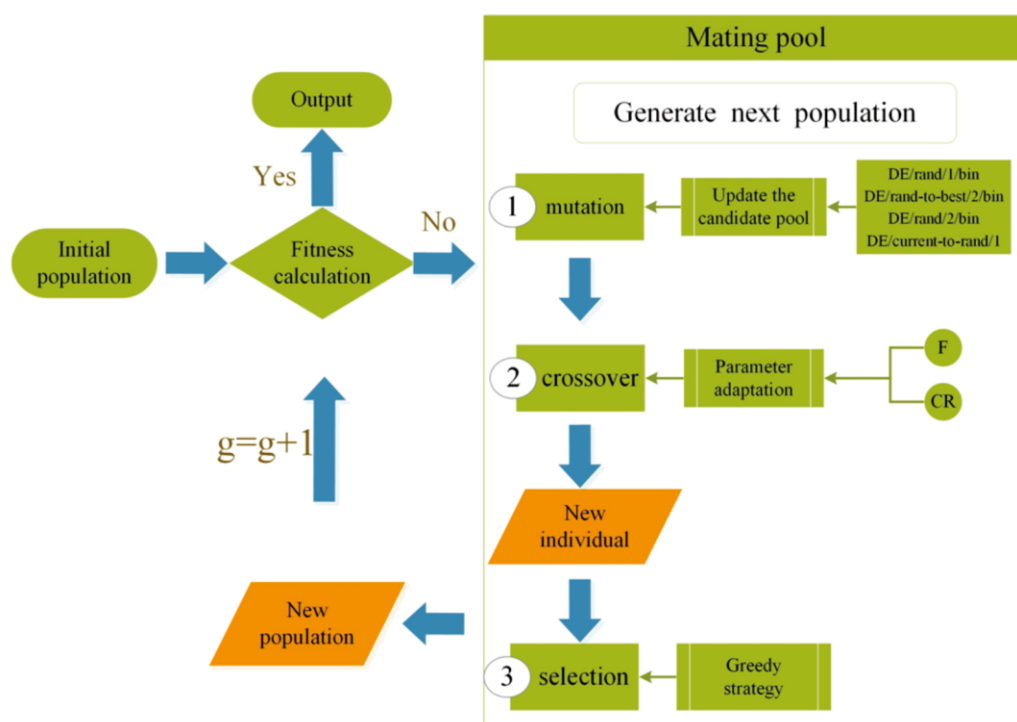 Mating pool
Generate next population
Output
Yes
No
Initial
population
Fitness
calculation
1
mutation
Update the
candidate pool
DE/rand/1/bin
DE/rand-to-best/2/bin
DE/rand/2/bin
DE/current-to-rand/1
2
crossover
Parameter
adaptation
F
CR
g=g+1
New
individual
New
population
3
selection
Greedy
strategy